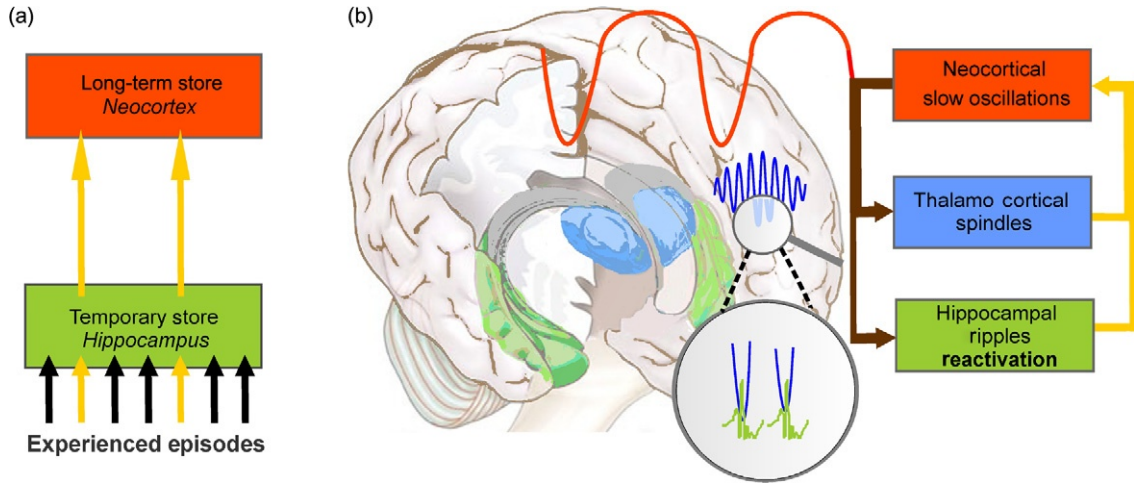 (a)
Long-term store
Neocortex
Temporary store
Hippocampus
Experienced episodes
(b)
Neocortical
slow oscillations
Thalamo cortical
spindles
Hippocampal
ripples
reactivation